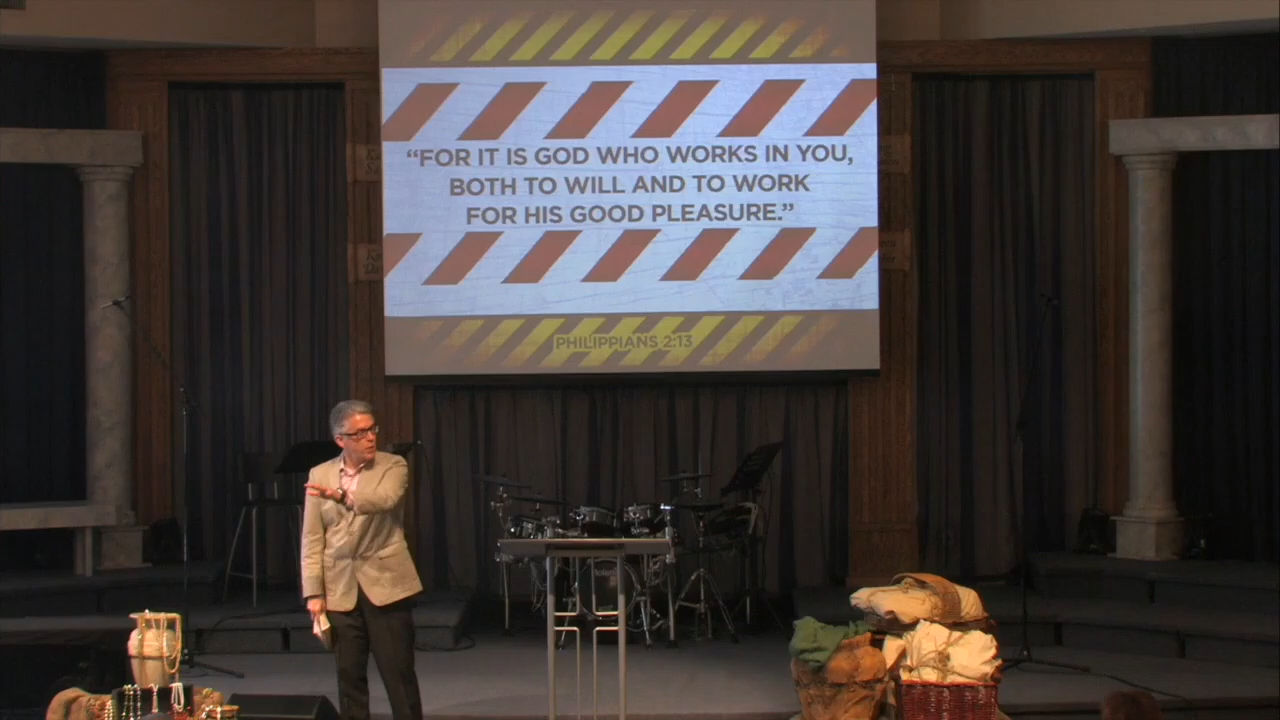 “FOR IT IS GOD WHO WORKS IN YOU,
BOTH TO WILL AND TO WORK
FOR HIS GOOD PLEASURE.”
PHILIPPIANS 2:13